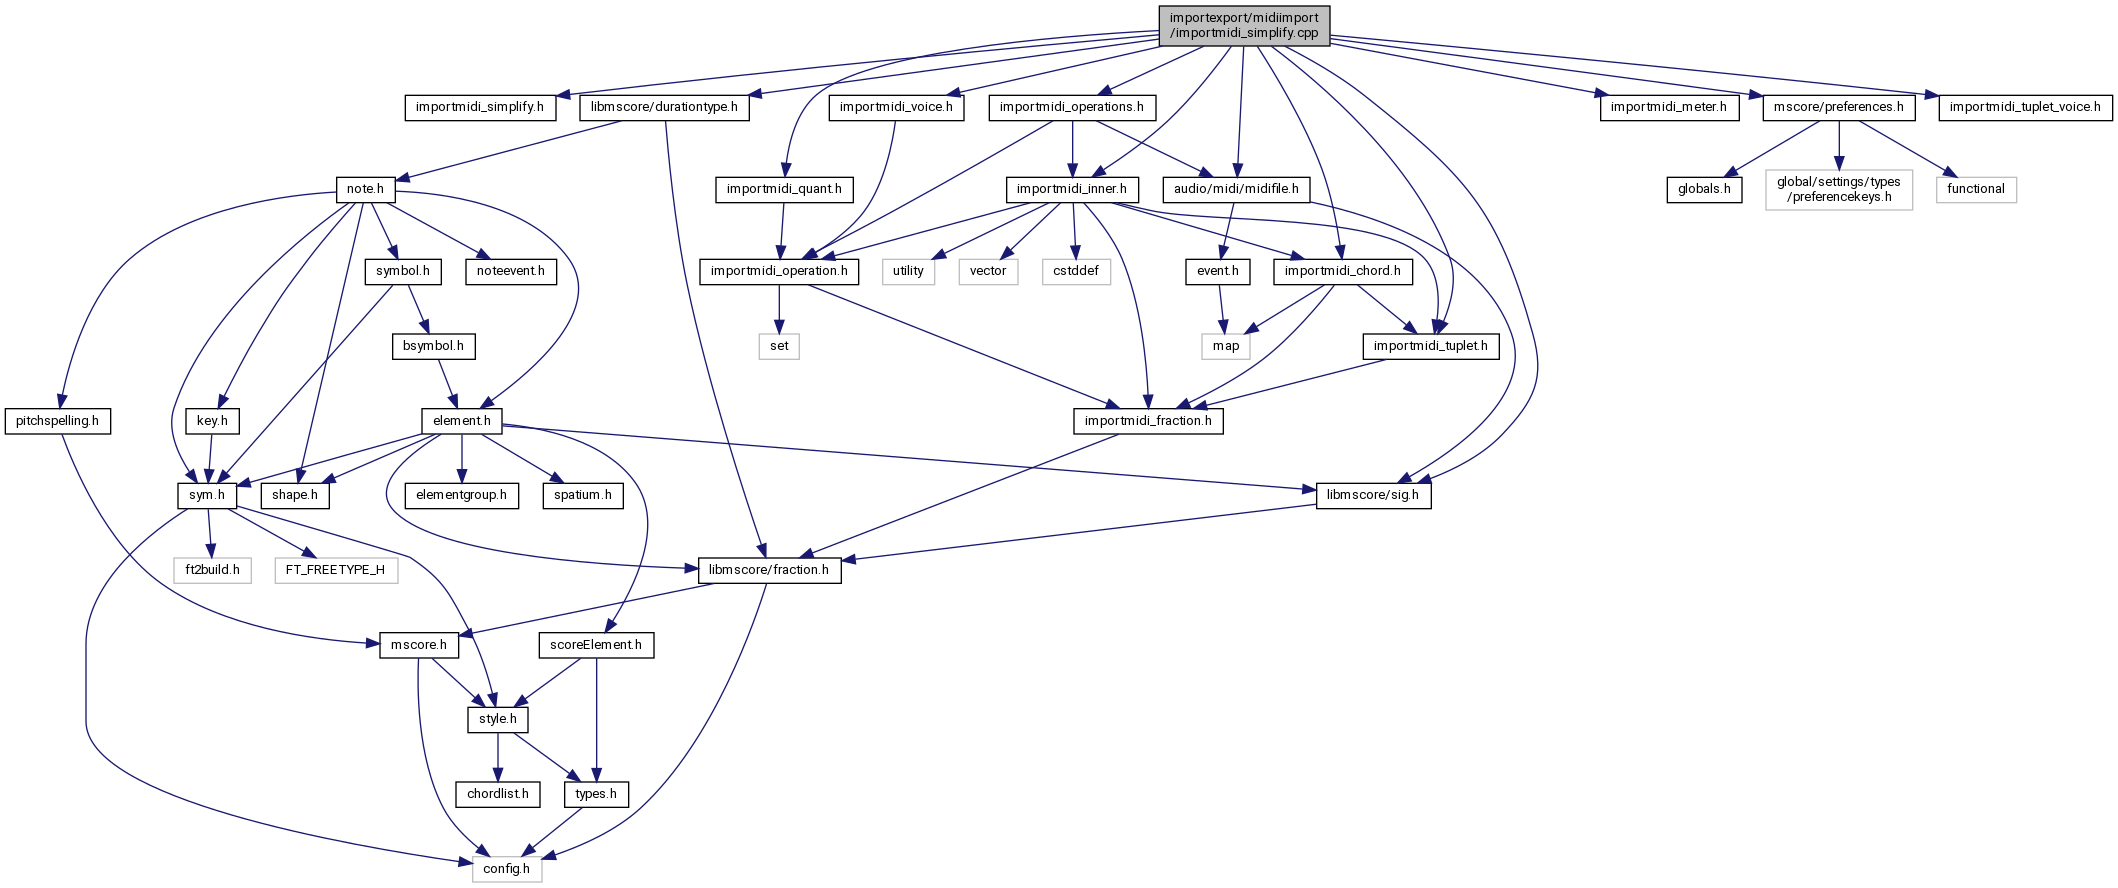 importexport/midiimport
/importmidi_simplify.cpp
importmidi_simplify.h
libmscore/durationtype.h
importmidi_voice.h
importmidi_operations.h
importmidi_meter.h
mscore/preferences.h
importmidi_tuplet_voice.h
note.h
importmidi_quant.h
importmidi_inner.h
audio/midi/midifile.h
globals.h
global/settings/types
/preferencekeys.h
functional
symbol.h
noteevent.h
importmidi_operation.h
utility
vector
cstddef
event.h
importmidi_chord.h
bsymbol.h
set
map
importmidi_tuplet.h
pitchspelling.h
key.h
element.h
importmidi_fraction.h
sym.h
shape.h
elementgroup.h
spatium.h
libmscore/sig.h
ft2build.h
FT_FREETYPE_H
libmscore/fraction.h
mscore.h
scoreElement.h
style.h
chordlist.h
types.h
config.h